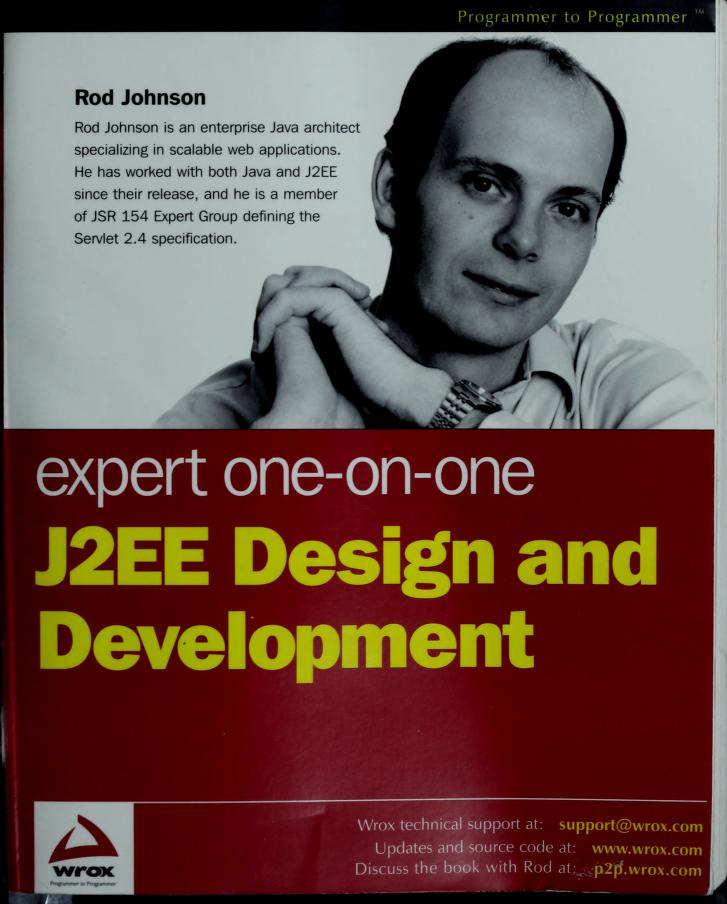 Programmer to Programmer ™
Rod Johnson
Rod Johnson is an enterprise Java architect
specializing in scalable web applications.
He has worked with both Java and J2EE
since their release, and he is a member
of JSR 154 Expert Group defining the
Servlet 2.4 specification.
expert one-on-one
J2EE Design and
Development
Wrox technical support at: support@wrox.com
Updates and source code at: www.wrox.com
Discuss the book with Rod at: p2p.wrox.com
wrox
Programmer to Programmer™